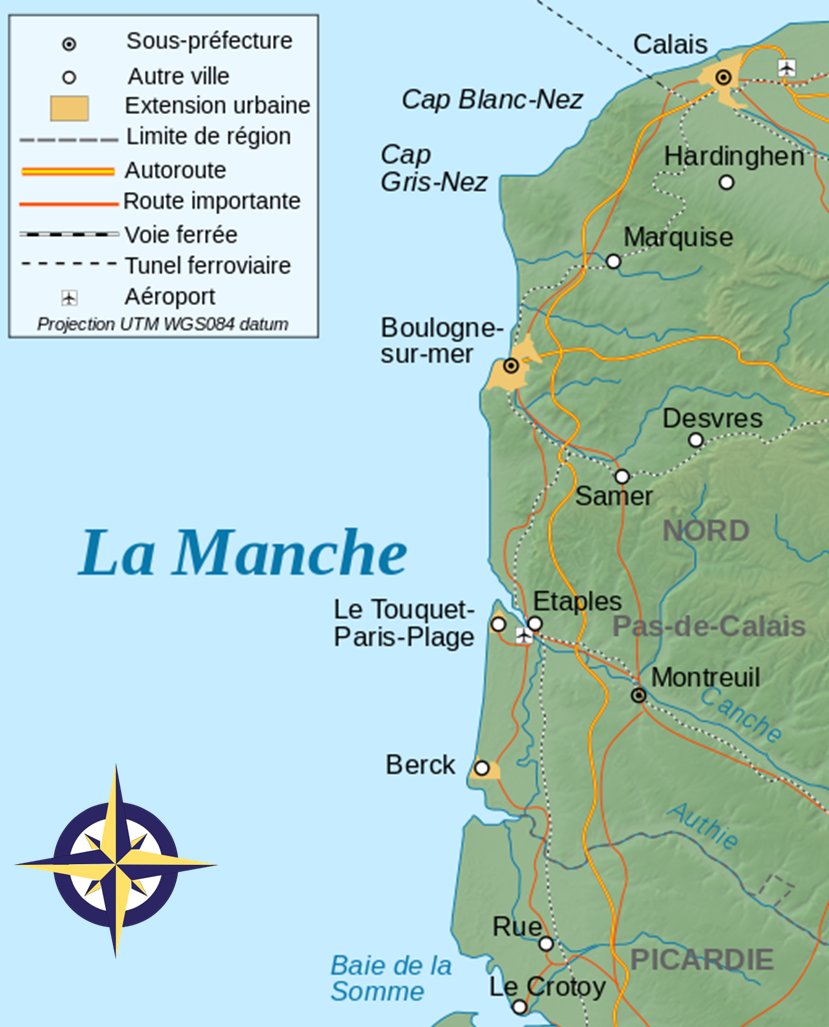 Sous-préfecture
Autre ville
Extension urbaine
Limite de région
Autoroute
Route importante
Voie ferrée
Tunel ferroviaire
Aéroport
Projection UTM WGS084 datum
Calais
Cap Blanc-Nez
Cap
Gris-Nez
Hardinghen
Marquise
Boulogne-
sur-mer
Desvres
Samer
NORD
La Manche
Le Touquet-
Paris-Plage
Etaples
Pas-de-Calais
Montreuil
Canche
Berck
Authie
Rue
PICARDIE
Baie de la
Somme
Le Crotoy